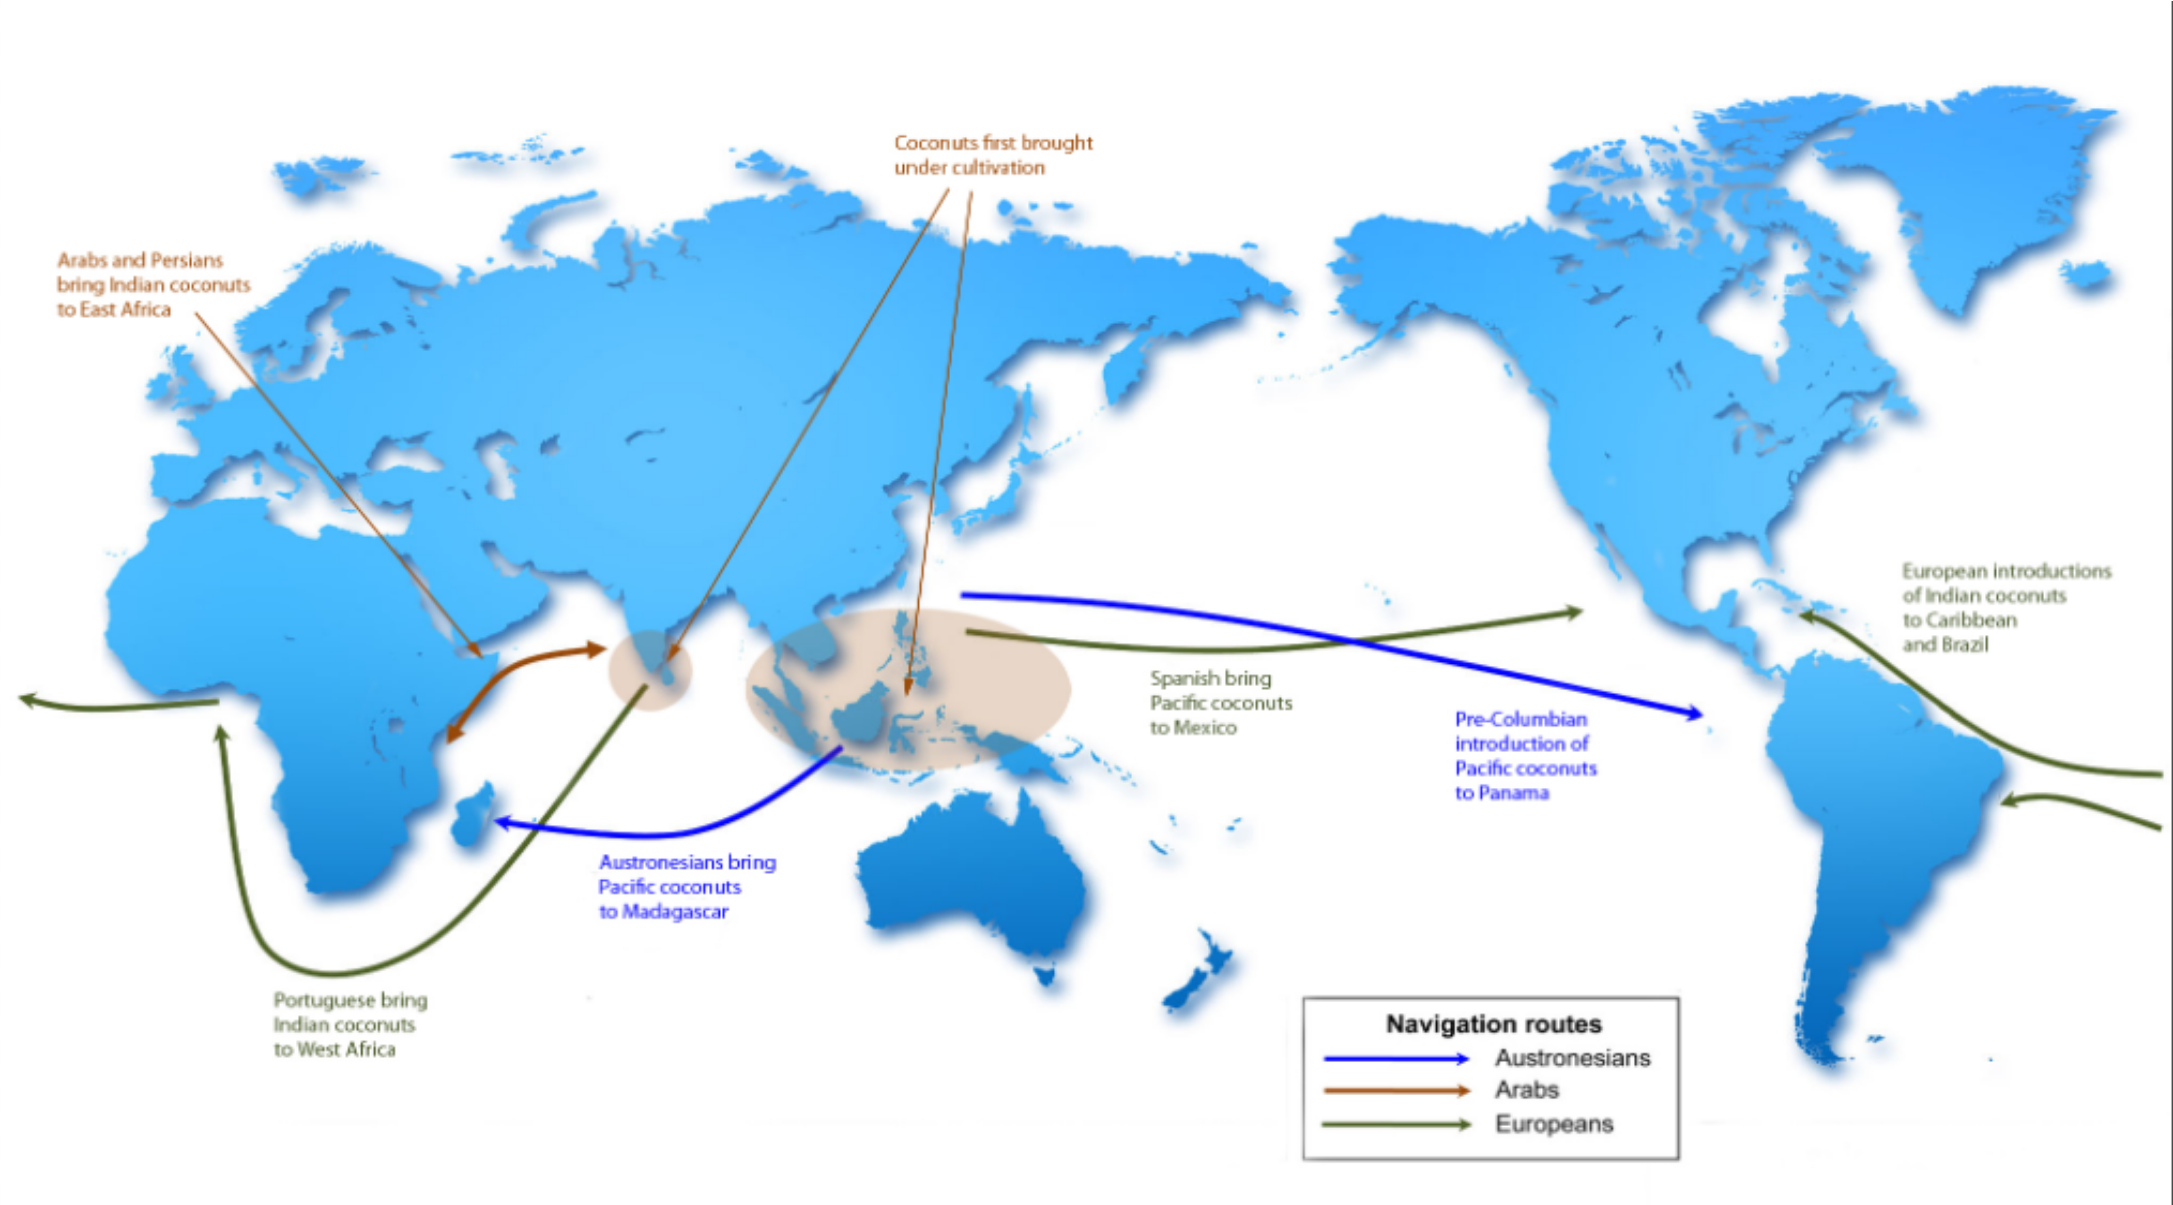 Coconuts first brought
under cultivation
Arabs and Persians
bring Indian coconuts
to East Africa
European introductions
of Indian coconuts
to Caribbean
and Brazil
Spanish bring
Pacific coconuts
to Mexico
Pre-Columbian
introduction of
Pacific coconuts
to Panama
Austronesians bring
Pacific coconuts
to Madagascar
Portuguese bring
Indian coconuts
to West Africa
Navigation routes
Austronesians
Arabs
Europeans